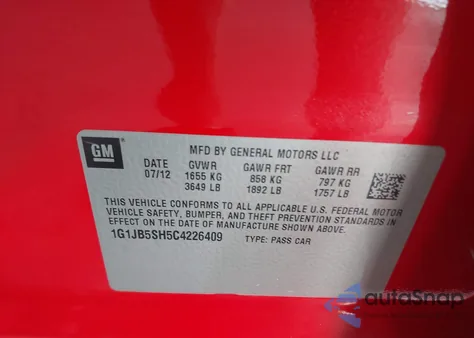 GM
MFD BY GENERAL MOTORS LLC
DATE GVWR GAWR FRT GAWR RR
07/12 1655 KG 858 KG 797 KG
3649 LB 1892 LB 1757 LB
THIS VEHICLE CONFORMS TO ALL APPLICABLE U.S. FEDERAL MOTOR
VEHICLE SAFETY, BUMPER, AND THEFT PREVENTION STANDARDS IN
EFFECT ON THE DATE OF MANUFACTURE SHOWN ABOVE.
1G1JB5SH5C4226409 TYPE: PASS CAR
autoSnap